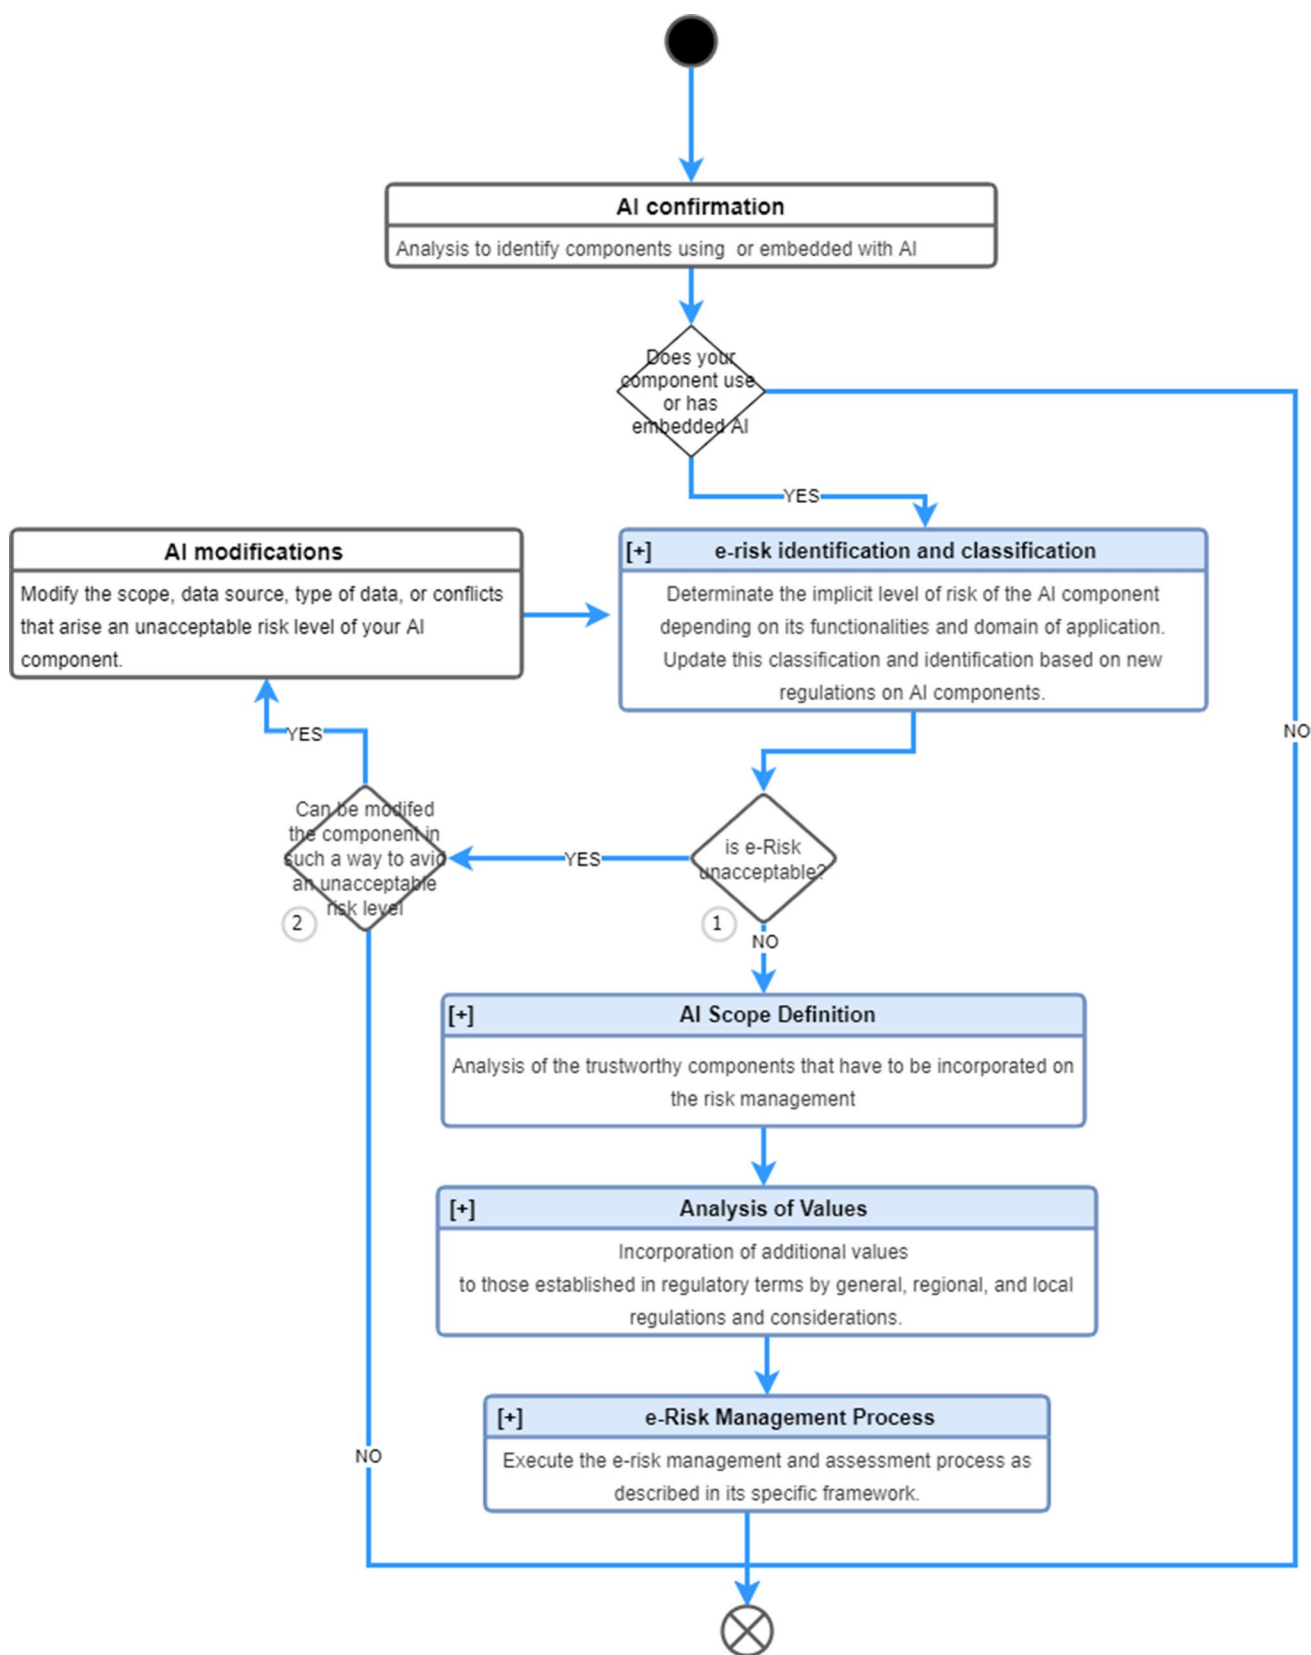 AI confirmation
Analysis to identify components using or embedded with AI
Does your
component use
or has
embedded AI
YES
AI modifications
Modify the scope, data source, type of data, or conflicts
that arise an unacceptable risk level of your AI
component.
[+] e-risk identification and classification
Determinate the implicit level of risk of the AI component
depending on its functionalities and domain of application.
Update this classification and identification based on new
regulations on AI components.
NO
YES
Can be modifed
the component in
such a way to avid
an unacceptable
risk level
2
YES
is e-Risk
unacceptable?
1
NO
[+] AI Scope Definition
Analysis of the trustworthy components that have to be incorporated on
the risk management
[+] Analysis of Values
Incorporation of additional values
to those established in regulatory terms by general, regional, and local
regulations and considerations.
[+] e-Risk Management Process
Execute the e-risk management and assessment process as
described in its specific framework.
NO